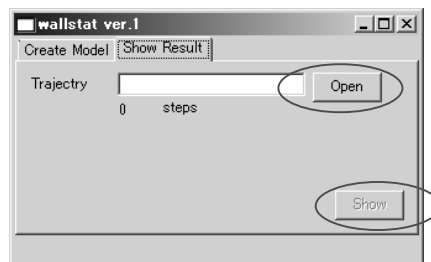 wallstat ver.1
Create Model Show Result
Trajectry Open
0 steps
Show